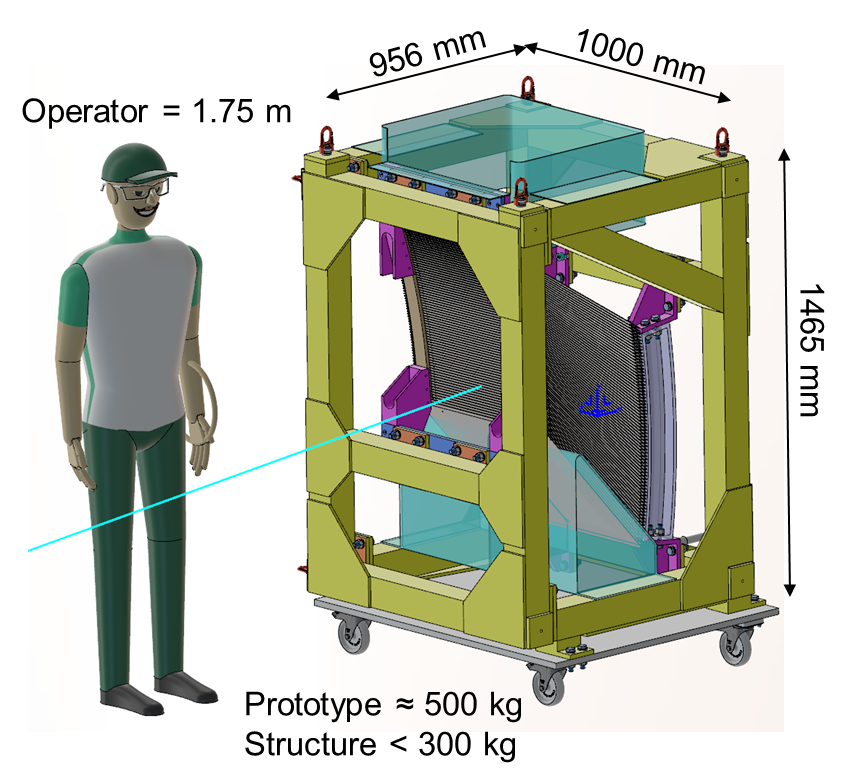 956 mm
1000 mm
Operator = 1.75 m
1465 mm
Prototype ≈ 500 kg
Structure < 300 kg